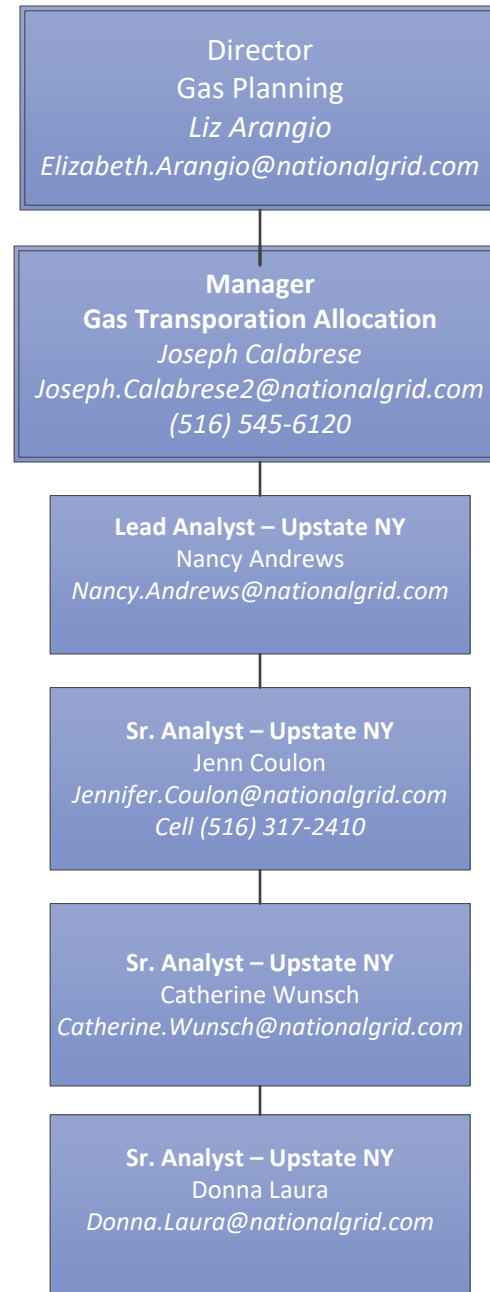 Director
Gas Planning
Liz Arangio
Elizabeth.Arangio@nationalgrid.com
Manager
Gas Transporation Allocation
Joseph Calabrese
Joseph.Calabrese2@nationalgrid.com
(516) 545-6120
Lead Analyst – Upstate NY
Nancy Andrews
Nancy.Andrews@nationalgrid.com
Sr. Analyst – Upstate NY
Jenn Coulon
Jennifer.Coulon@nationalgrid.com
Cell (516) 317-2410
Sr. Analyst – Upstate NY
Catherine Wunsch
Catherine.Wunsch@nationalgrid.com
Sr. Analyst – Upstate NY
Donna Laura
Donna.Laura@nationalgrid.com